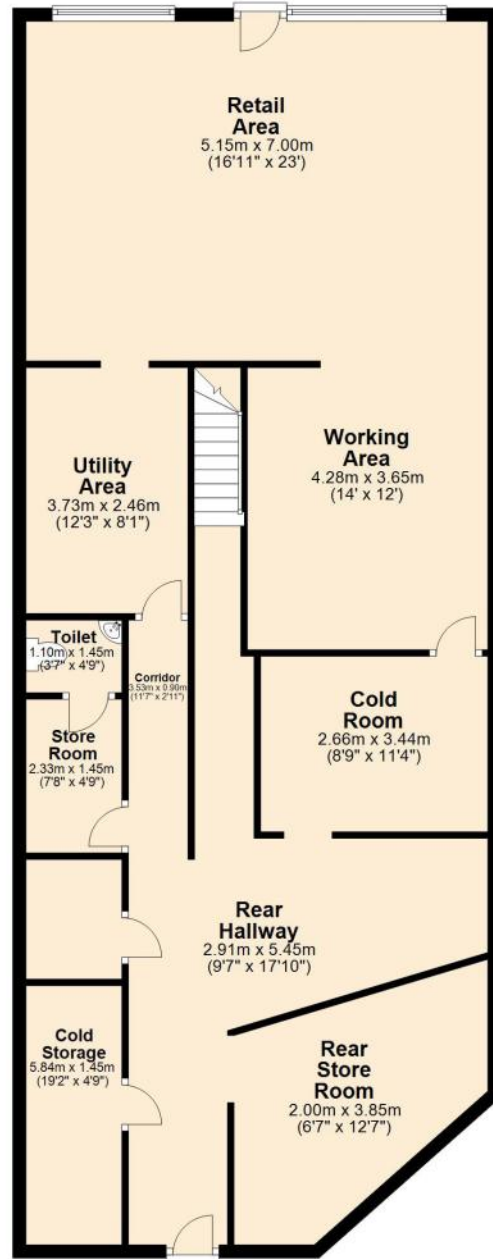 Retail
Area
5.15m x 7.00m
(16'11" x 23')
Working
Area
4.28m x 3.65m
(14' x 12')
Utility
Area
3.73m x 2.46m
(12'3" x 8'1")
Toilet
1.10m x 1.45m
(3'7" x 4'9")
Corridor
3.53m x 0.90m
(11'7" x 2'11")
Cold
Room
2.66m x 3.44m
(8'9" x 11'4")
Store
Room
2.33m x 1.45m
(7'8" x 4'9")
Rear
Hallway
2.91m x 5.45m
(9'7" x 17'10")
Cold
Storage
5.84m x 1.45m
(19'2" x 4'9")
Rear
Store
Room
2.00m x 3.85m
(6'7" x 12'7")